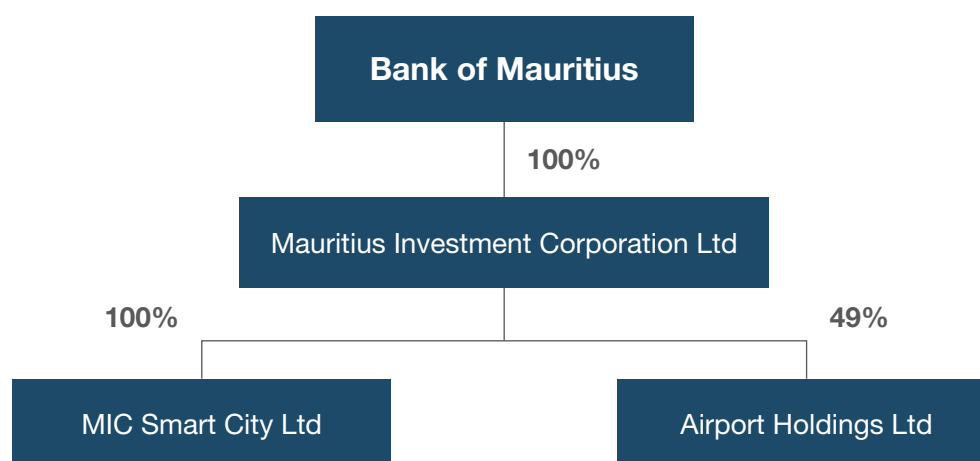 Bank of Mauritius
100%
Mauritius Investment Corporation Ltd
100%
49%
MIC Smart City Ltd
Airport Holdings Ltd